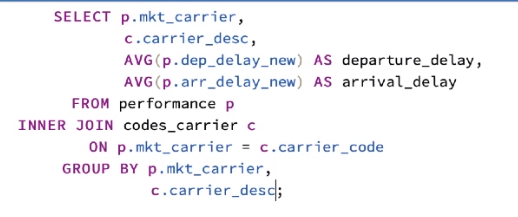 SELECT p.mkt_carrier,
c.carrier_desc,
AVG(p.dep_delay_new) AS departure_delay,
AVG(p.arr_delay_new) AS arrival_delay
FROM performance p
INNER JOIN codes_carrier c
ON p.mkt_carrier = c.carrier_code
GROUP BY p.mkt_carrier,
c.carrier_desc;